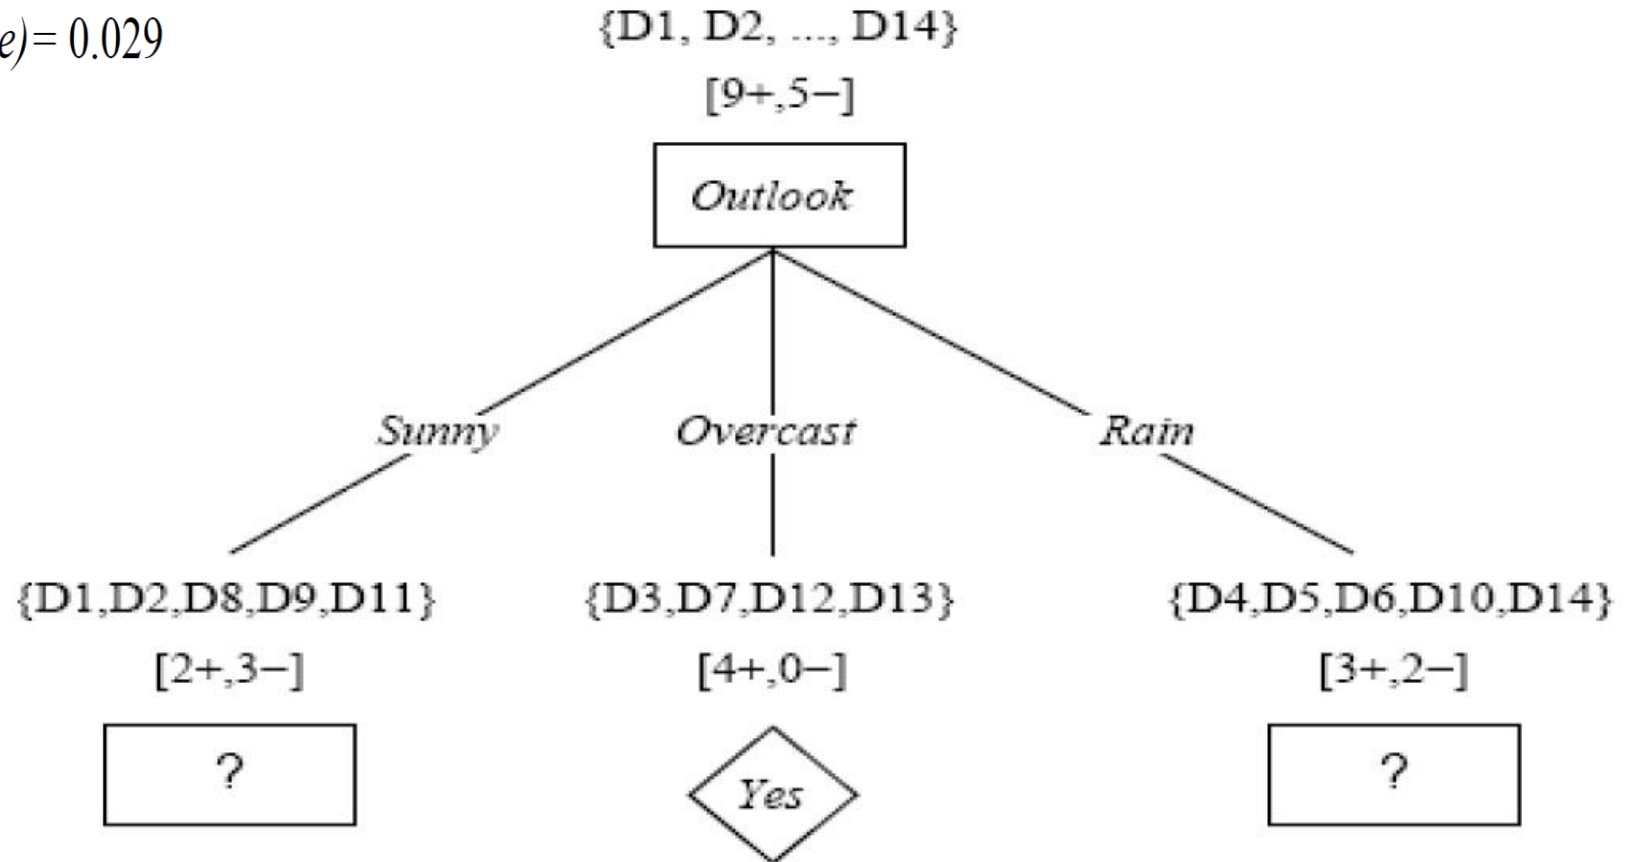 e)= 0.029
{D1, D2, ..., D14}
[9+,5−]
Outlook
Sunny Overcast Rain
{D1,D2,D8,D9,D11} {D3,D7,D12,D13} {D4,D5,D6,D10,D14}
[2+,3−] [4+,0−] [3+,2−]
? Yes ?